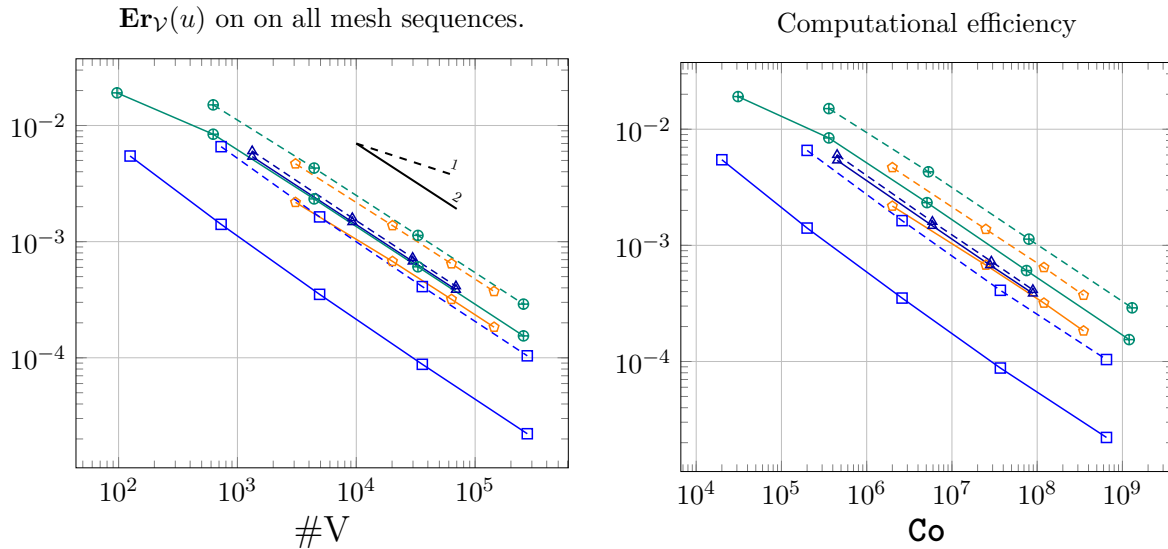 Er_V(u) on on all mesh sequences.
10^−2
10^−3
10^−4
10^2 10^3 10^4 10^5
#V
1
2
Computational efficiency
10^−2
10^−3
10^−4
10^4 10^5 10^6 10^7 10^8 10^9
Co